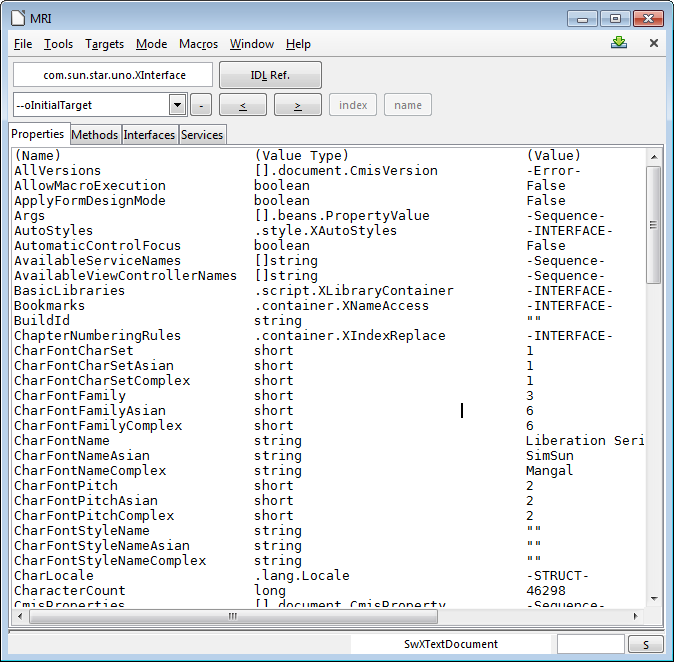 MRI
File Tools Targets Mode Macros Window Help
com.sun.star.uno.XInterface IDL Ref.
--oInitialTarget - < > index name
Properties Methods Interfaces Services
(Name) (Value Type) (Value)
AllVersions [].document.CmisVersion -Error-
AllowMacroExecution boolean False
ApplyFormDesignMode boolean False
Args [].beans.PropertyValue -Sequence-
AutoStyles .style.XAutoStyles -INTERFACE-
AutomaticControlFocus boolean False
AvailableServiceNames []string -Sequence-
AvailableViewControllerNames []string -Sequence-
BasicLibraries .script.XLibraryContainer -INTERFACE-
Bookmarks .container.XNameAccess -INTERFACE-
BuildId string ""
ChapterNumberingRules .container.XIndexReplace -INTERFACE-
CharFontCharSet short 1
CharFontCharSetAsian short 1
CharFontCharSetComplex short 1
CharFontFamily short 3
CharFontFamilyAsian short 6
CharFontFamilyComplex short 6
CharFontName string Liberation Seri
CharFontNameAsian string SimSun
CharFontNameComplex string Mangal
CharFontPitch short 2
CharFontPitchAsian short 2
CharFontPitchComplex short 2
CharFontStyleName string ""
CharFontStyleNameAsian string ""
CharFontStyleNameComplex string ""
CharLocale .lang.Locale -STRUCT-
CharacterCount long 46298
CmisProperties [].document.CmisProperty -Sequence-
SwXTextDocument S